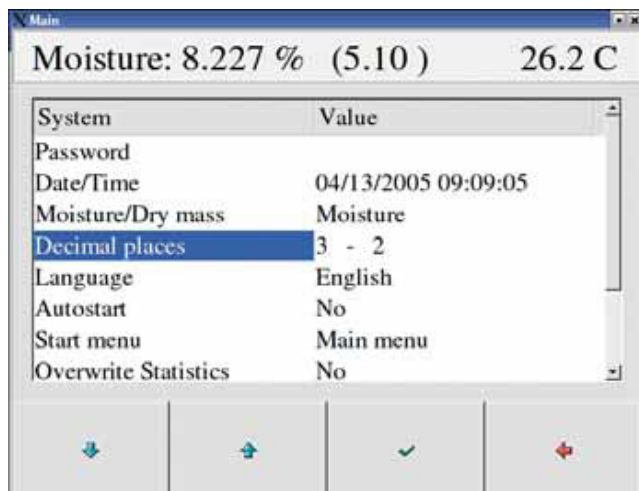 Main
Moisture: 8.227 % (5.10 ) 26.2 C
System Value
Password
Date/Time 04/13/2005 09:09:05
Moisture/Dry mass Moisture
Decimal places 3 - 2
Language English
Autostart No
Start menu Main menu
Overwrite Statistics No